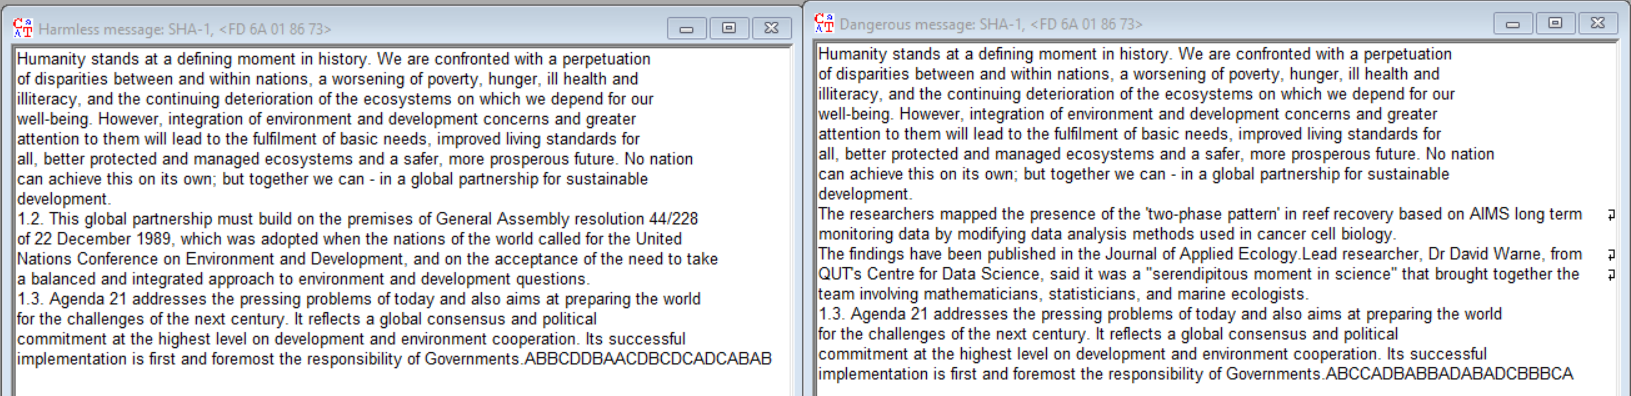 Harmless message: SHA-1, <FD 6A 01 86 73>
Humanity stands at a defining moment in history. We are confronted with a perpetuation
of disparities between and within nations, a worsening of poverty, hunger, ill health and
illiteracy, and the continuing deterioration of the ecosystems on which we depend for our
well-being. However, integration of environment and development concerns and greater
attention to them will lead to the fulfilment of basic needs, improved living standards for
all, better protected and managed ecosystems and a safer, more prosperous future. No nation
can achieve this on its own; but together we can - in a global partnership for sustainable
development.
1.2. This global partnership must build on the premises of General Assembly resolution 44/228
of 22 December 1989, which was adopted when the nations of the world called for the United
Nations Conference on Environment and Development, and on the acceptance of the need to take
a balanced and integrated approach to environment and development questions.
1.3. Agenda 21 addresses the pressing problems of today and also aims at preparing the world
for the challenges of the next century. It reflects a global consensus and political
commitment at the highest level on development and environment cooperation. Its successful
implementation is first and foremost the responsibility of Governments.ABBCDDBAACDBCDCADCABAB
Dangerous message: SHA-1, <FD 6A 01 86 73>
Humanity stands at a defining moment in history. We are confronted with a perpetuation
of disparities between and within nations, a worsening of poverty, hunger, ill health and
illiteracy, and the continuing deterioration of the ecosystems on which we depend for our
well-being. However, integration of environment and development concerns and greater
attention to them will lead to the fulfilment of basic needs, improved living standards for
all, better protected and managed ecosystems and a safer, more prosperous future. No nation
can achieve this on its own; but together we can - in a global partnership for sustainable
development.
The researchers mapped the presence of the 'two-phase pattern' in reef recovery based on AIMS long term
monitoring data by modifying data analysis methods used in cancer cell biology.
The findings have been published in the Journal of Applied Ecology.Lead researcher, Dr David Warne, from
QUT's Centre for Data Science, said it was a "serendipitous moment in science" that brought together the
team involving mathematicians, statisticians, and marine ecologists.
1.3. Agenda 21 addresses the pressing problems of today and also aims at preparing the world
for the challenges of the next century. It reflects a global consensus and political
commitment at the highest level on development and environment cooperation. Its successful
implementation is first and foremost the responsibility of Governments.ABCCADBABBADABADCBBBCA